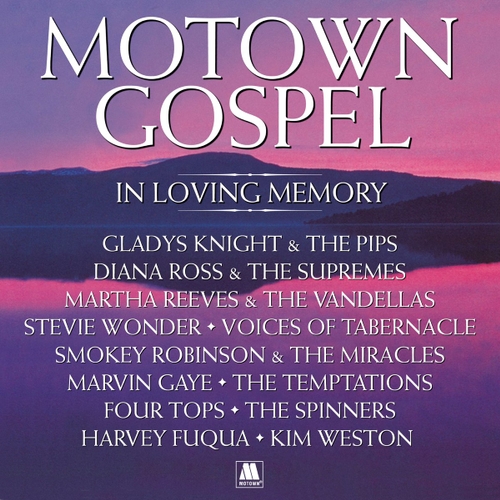 MOTOWN
GOSPEL
IN LOVING MEMORY
GLADYS KNIGHT & THE PIPS
DIANA ROSS & THE SUPREMES
MARTHA REEVES & THE VANDELLAS
STEVIE WONDER • VOICES OF TABERNACLE
SMOKEY ROBINSON & THE MIRACLES
MARVIN GAYE • THE TEMPTATIONS
FOUR TOPS • THE SPINNERS
HARVEY FUQUA • KIM WESTON
M
MOTOWN